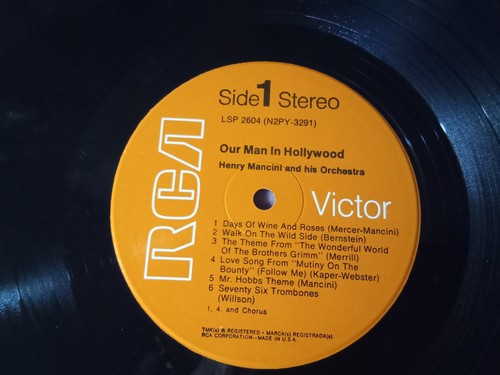 Side 1 Stereo
LSP 2604 (N2PY-3291)
Our Man In Hollywood
Henry Mancini and his Orchestra
RCA
Victor
1 Days Of Wine And Roses (Mercer-Mancini)
2 Walk On The Wild Side (Bernstein)
3 The Theme From "The Wonderful World
Of The Brothers Grimm" (Merrill)
4 Love Song From "Mutiny On The
Bounty" (Follow Me) (Kaper-Webster)
5 Mr. Hobbs Theme (Mancini)
6 Seventy Six Trombones
(Willson)
1, 4. and Chorus
TMK(s) ® REGISTERED • MARCA(s) REGISTRADA(s)
RCA CORPORATION—MADE IN U.S.A.